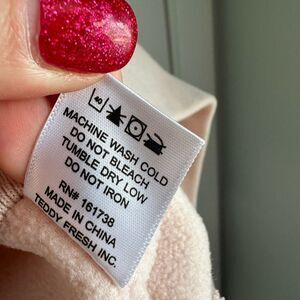 MACHINE WASH COLD
DO NOT BLEACH
TUMBLE DRY LOW
DO NOT IRON
RN# 161738
MADE IN CHINA
TEDDY FRESH INC.